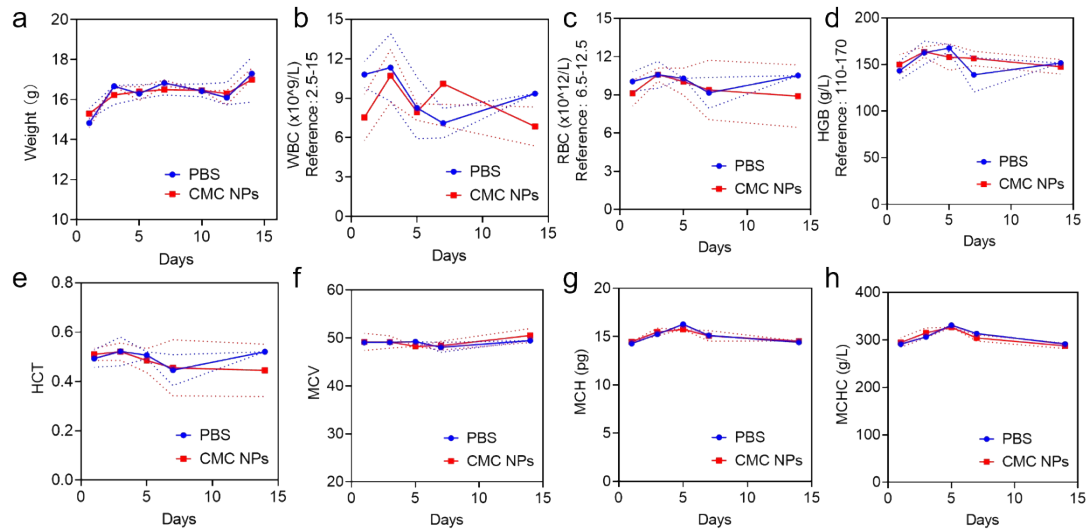 a
20
18
16
14
12
10
Weight (g)
0
5
10
15
Days
PBS
CMC NPs
b
15
12
9
6
3
0
WBC (x10^9/L)
Reference: 2.5-15
0
5
10
15
Days
PBS
CMC NPs
c
15
12
9
6
3
0
RBC (x10^12/L)
Reference: 6.5-12.5
0
5
10
15
Days
PBS
CMC NPs
d
200
150
100
50
0
HGB (g/L)
Reference: 110-170
0
5
10
15
Days
PBS
CMC NPs
e
0.8
0.6
0.4
0.2
0.0
HCT
0
5
10
15
Days
PBS
CMC NPs
f
60
50
40
30
20
MCV
0
5
10
15
Days
PBS
CMC NPs
g
20
15
10
5
0
MCH (pg)
0
5
10
15
Days
PBS
CMC NPs
h
400
300
200
100
0
MCHC (g/L)
0
5
10
15
Days
PBS
CMC NPs